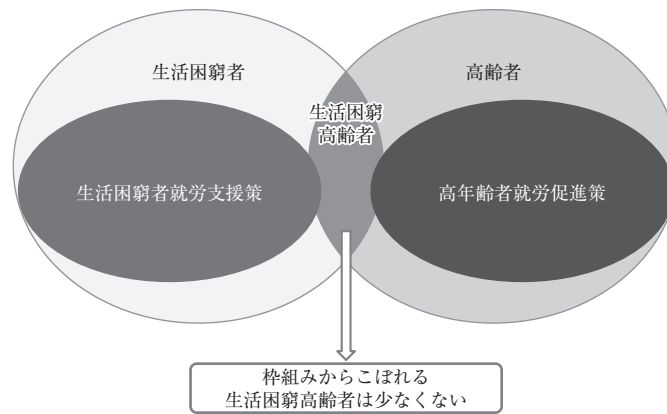 生活困窮者
高齢者
生活困窮
高齢者
生活困窮者就労支援策
高年齢者就労促進策
枠組みからこぼれる
生活困窮高齢者は少なくない